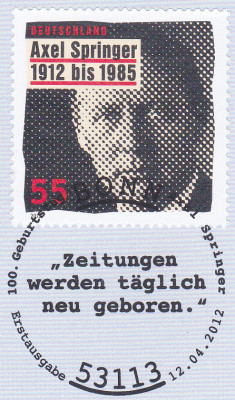 DEUTSCHLAND
Axel Springer
1912 bis 1985
55
BONN
100. Geburts
Springer
„Zeitungen
werden täglich
neu geboren.“
Erstausgabe
53113
12.04.2012